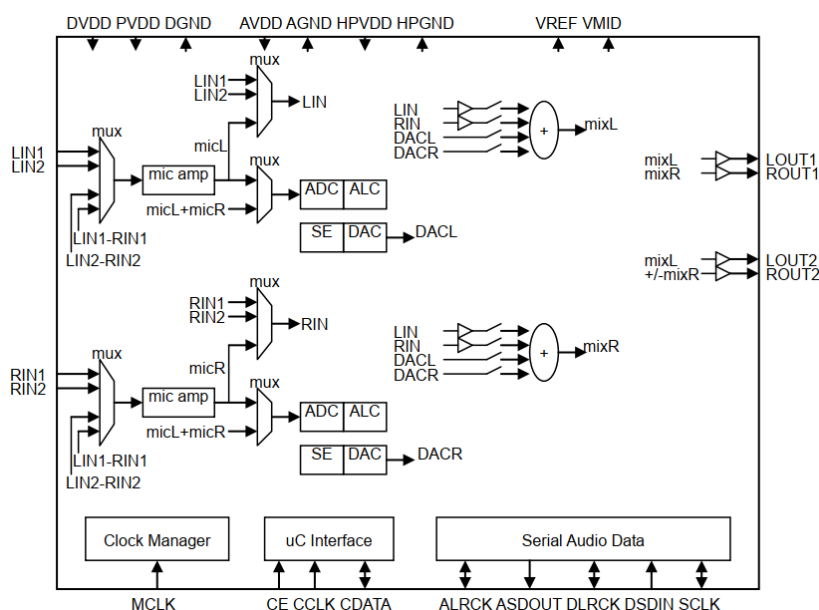 DVDD PVDD DGND AVDD AGND HPVDD HPGND VREF VMID
mux
LIN1
LIN2
LIN
micL
mux
LIN1
LIN2
mic amp
mux
micL+micR
ADC ALC
SE DAC DACL
LIN1-RIN1
LIN2-RIN2
LIN
RIN
DACL
DACR
+
mixL
mixL
mixR
LOUT1
ROUT1
mixL
+/-mixR
LOUT2
ROUT2
mux
RIN1
RIN2
RIN
micR
mux
RIN1
RIN2
mic amp
mux
micL+micR
ADC ALC
SE DAC DACR
LIN1-RIN1
LIN2-RIN2
LIN
RIN
DACL
DACR
+
mixR
Clock Manager
uC Interface
Serial Audio Data
MCLK CE CCLK CDATA ALRCK ASDOUT DLRCK DSDIN SCLK